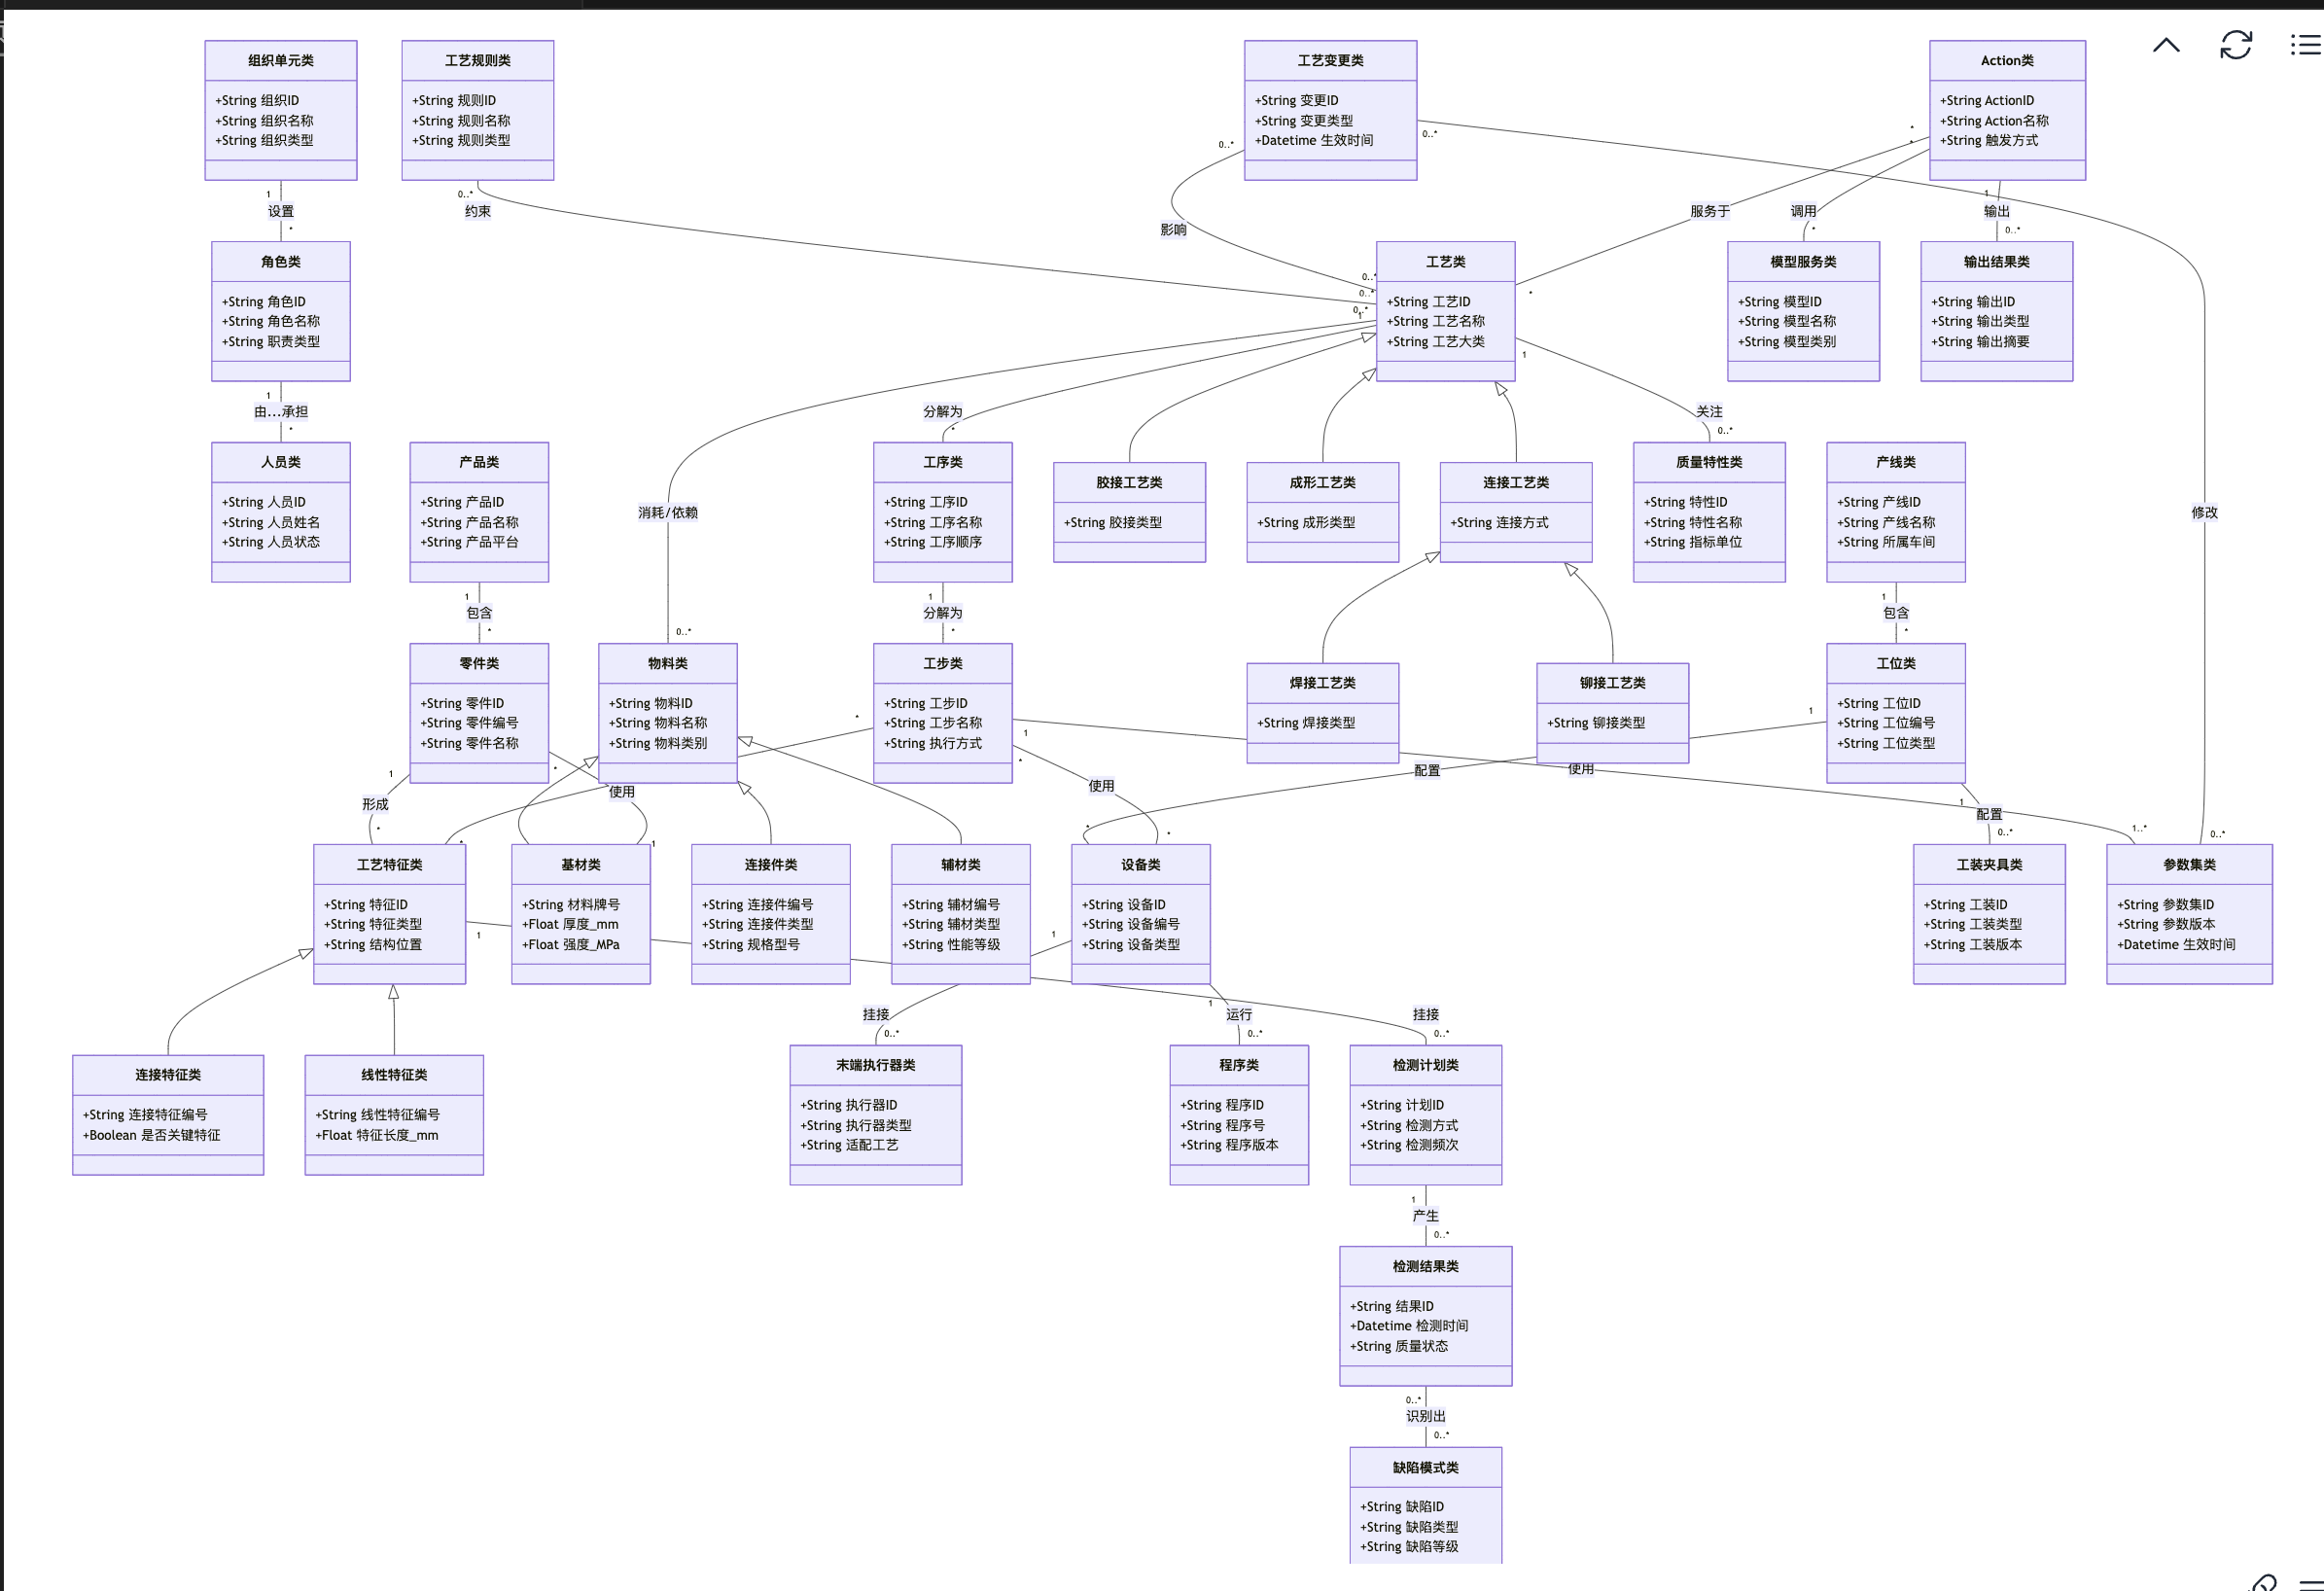 组织单元类
+String 组织ID
+String 组织名称
+String 组织类型
工艺规则类
+String 规则ID
+String 规则名称
+String 规则类型
工艺变更类
+String 变更ID
+String 变更类型
+Datetime 生效时间
Action类
+String ActionID
+String Action名称
+String 触发方式
0..*
0..*
*
*
1
设置
*
0..*
约束
影响
服务于
调用
*
1
输出
0..*
角色类
+String 角色ID
+String 角色名称
+String 职责类型
工艺类
+String 工艺ID
+String 工艺名称
+String 工艺大类
模型服务类
+String 模型ID
+String 模型名称
+String 模型类别
输出结果类
+String 输出ID
+String 输出类型
+String 输出摘要
0..*
0..*
0..*
1
*
1
1
由...承担
*
分解为
*
关注
0..*
人员类
+String 人员ID
+String 人员姓名
+String 人员状态
产品类
+String 产品ID
+String 产品名称
+String 产品平台
消耗/依赖
工序类
+String 工序ID
+String 工序名称
+String 工序顺序
胶接工艺类
+String 胶接类型
成形工艺类
+String 成形类型
连接工艺类
+String 连接方式
质量特性类
+String 特性ID
+String 特性名称
+String 指标单位
产线类
+String 产线ID
+String 产线名称
+String 所属车间
修改
1
包含
*
0..*
1
分解为
*
1
包含
*
零件类
+String 零件ID
+String 零件编号
+String 零件名称
物料类
+String 物料ID
+String 物料名称
+String 物料类别
工步类
+String 工步ID
+String 工步名称
+String 执行方式
焊接工艺类
+String 焊接类型
铆接工艺类
+String 铆接类型
工位类
+String 工位ID
+String 工位编号
+String 工位类型
*
1
*
1
1
形成
*
*
使用
1
*
使用
*
配置
*
使用
1
配置
0..*
1..*
0..*
工艺特征类
+String 特征ID
+String 特征类型
+String 结构位置
基材类
+String 材料牌号
+Float 厚度_mm
+Float 强度_MPa
连接件类
+String 连接件编号
+String 连接件类型
+String 规格型号
辅材类
+String 辅材编号
+String 辅材类型
+String 性能等级
设备类
+String 设备ID
+String 设备编号
+String 设备类型
工装夹具类
+String 工装ID
+String 工装类型
+String 工装版本
参数集类
+String 参数集ID
+String 参数版本
+Datetime 生效时间
1
1
挂接
0..*
1
运行
0..*
挂接
0..*
连接特征类
+String 连接特征编号
+Boolean 是否关键特征
线性特征类
+String 线性特征编号
+Float 特征长度_mm
末端执行器类
+String 执行器ID
+String 执行器类型
+String 适配工艺
程序类
+String 程序ID
+String 程序号
+String 程序版本
检测计划类
+String 计划ID
+String 检测方式
+String 检测频次
1
产生
0..*
检测结果类
+String 结果ID
+Datetime 检测时间
+String 质量状态
0..*
识别出
0..*
缺陷模式类
+String 缺陷ID
+String 缺陷类型
+String 缺陷等级